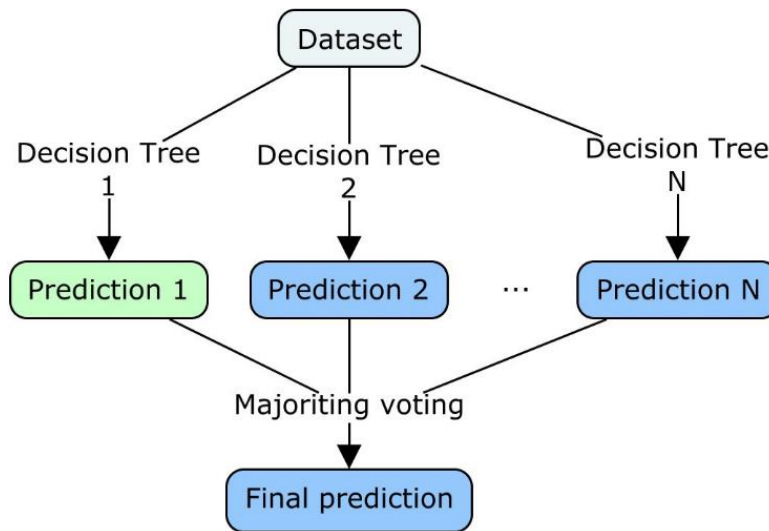 Dataset
Decision Tree
1
Decision Tree
2
Decision Tree
N
Prediction 1
Prediction 2
...
Prediction N
Majoriting voting
Final prediction